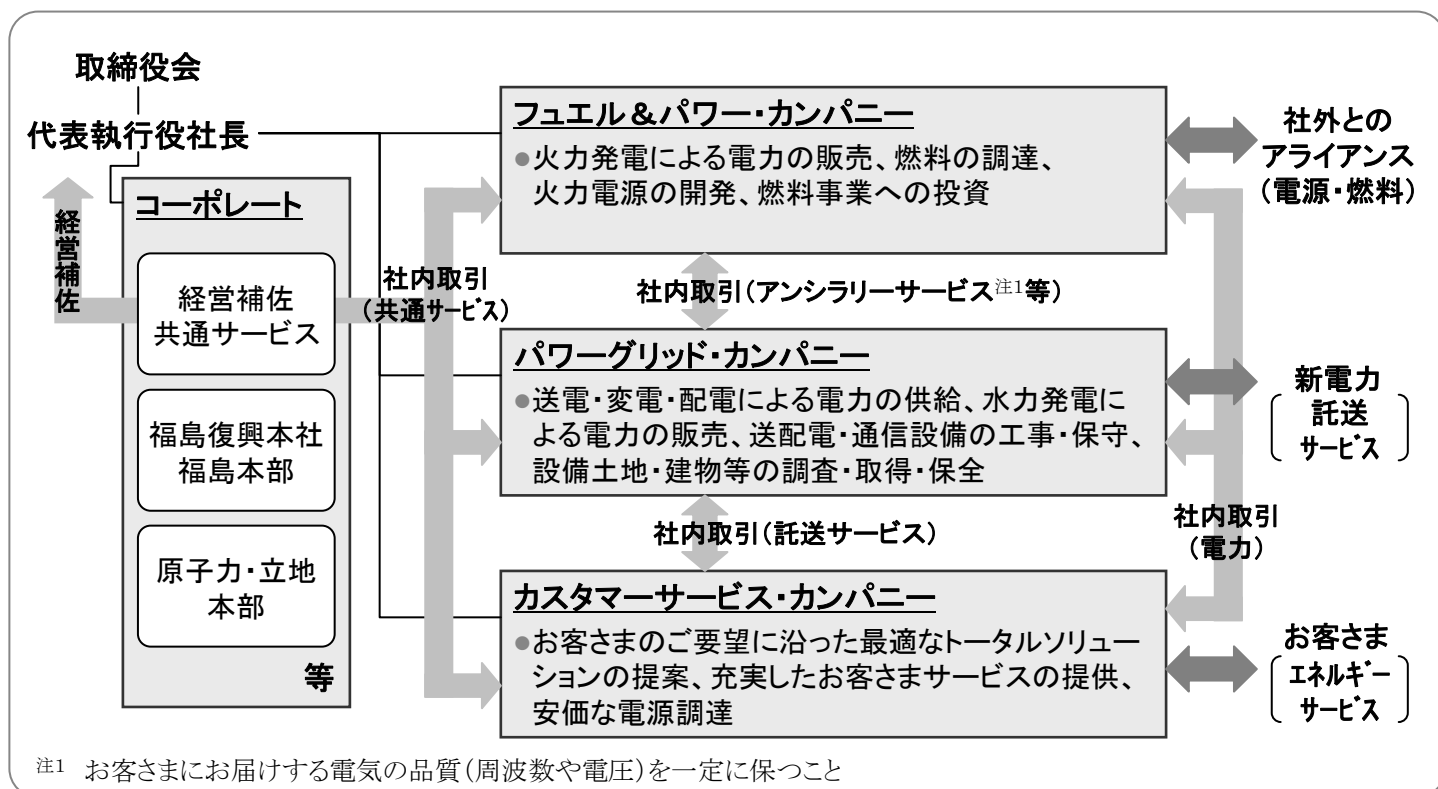 取締役会
代表執行役社長
経営補佐
コーポレート
経営補佐
共通サービス
福島復興本社
福島本部
原子力・立地
本部
等
社内取引
(共通サービス)
フュエル&パワー・カンパニー
●火力発電による電力の販売、燃料の調達、
火力電源の開発、燃料事業への投資
社内取引(アンシラリーサービス注1等)
パワーグリッド・カンパニー
●送電・変電・配電による電力の供給、水力発電に
よる電力の販売、送配電・通信設備の工事・保守、
設備土地・建物等の調査・取得・保全
社内取引(託送サービス)
カスタマーサービス・カンパニー
●お客さまのご要望に沿った最適なトータルソリュー
ションの提案、充実したお客さまサービスの提供、
安価な電源調達
社外との
アライアンス
(電源・燃料)
新電力
託送
サービス
社内取引
(電力)
お客さま
エネルギー
サービス
注1 お客さまにお届けする電気の品質(周波数や電圧)を一定に保つこと